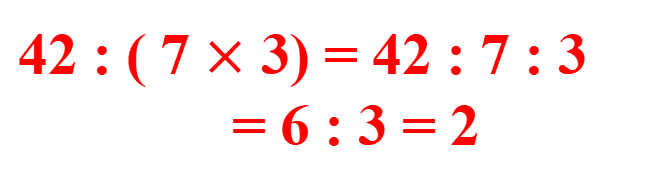 42 : ( 7 × 3) = 42 : 7 : 3
= 6 : 3 = 2